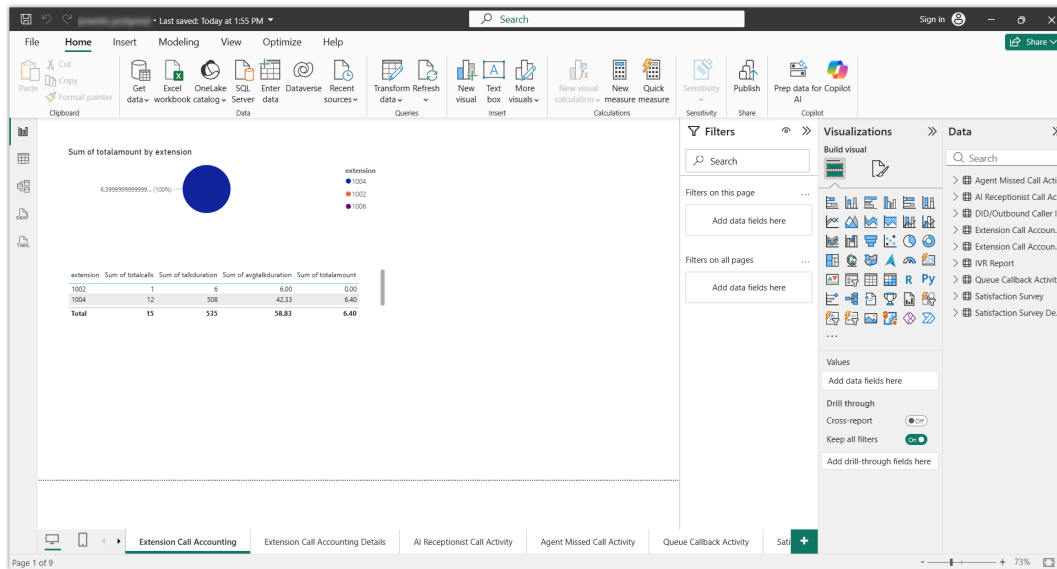 • Last saved: Today at 1:55 PM
Search
Sign in
File Home Insert Modeling View Optimize Help
Share
Paste
Cut
Copy
Format painter
Clipboard
Get data
Excel workbook
OneLake catalog
SQL Server
Enter data
Dataverse
Recent sources
Data
Transform data
Refresh
Queries
New visual
Text box
More visuals
Insert
New visual calculation
New measure
Quick measure
Calculations
Sensitivity
Sensitivity
Publish
Share
Prep data for AI
Copilot
Copilot
Sum of totalamount by extension
6.3999999999999... (100%)
extension
1004
1002
1006
extension Sum of totalcalls Sum of talkduration Sum of avgtalkduration Sum of totalamount
1002 1 6 6.00 0.00
1004 12 508 42.33 6.40
Total 15 535 58.83 6.40
Filters
Search
Filters on this page ...
Add data fields here
Filters on all pages ...
Add data fields here
Visualizations
Build visual
R Py
...
Values
Add data fields here
Drill through
Cross-report Off
Keep all filters On
Add drill-through fields here
Data
Search
Agent Missed Call Acti
AI Receptionist Call Ac
DID/Outbound Caller I
Extension Call Accoun...
Extension Call Accoun...
IVR Report
Queue Callback Activit
Satisfaction Survey
Satisfaction Survey De...
Extension Call Accounting
Extension Call Accounting Details
AI Receptionist Call Activity
Agent Missed Call Activity
Queue Callback Activity
Sati
Page 1 of 9
73%